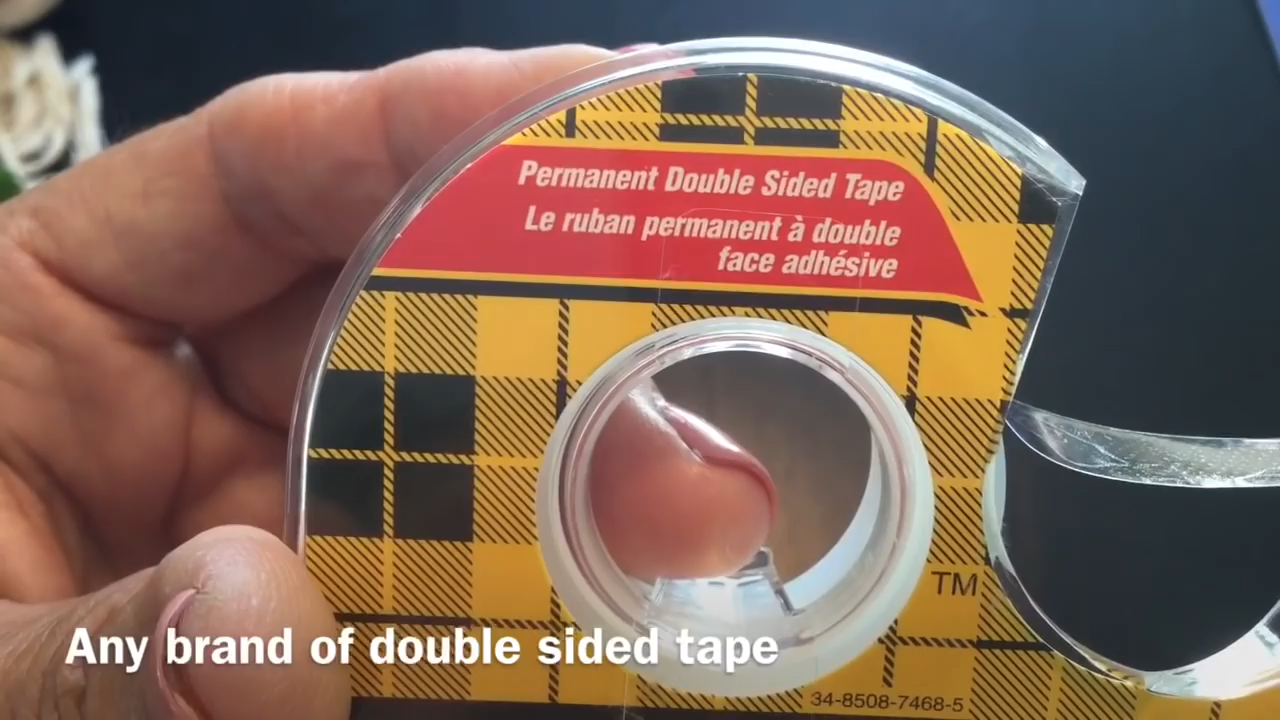 Permanent Double Sided Tape
Le ruban permanent à double
face adhésive
TM
Any brand of double sided tape
34-8508-7468-5